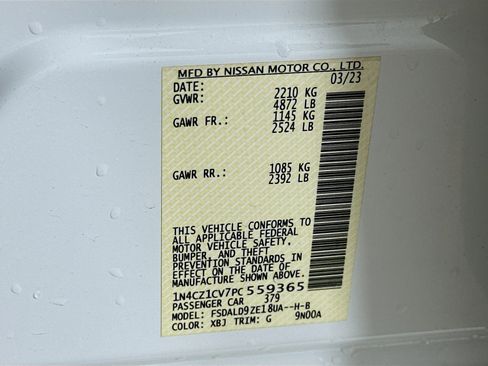 MFD BY NISSAN MOTOR CO., LTD.
DATE: 03/23
GVWR: 2210 KG
4872 LB
GAWR FR.: 1145 KG
2524 LB
GAWR RR.: 1085 KG
2392 LB
THIS VEHICLE CONFORMS TO
ALL APPLICABLE FEDERAL
MOTOR VEHICLE SAFETY,
BUMPER, AND THEFT
PREVENTION STANDARDS IN
EFFECT ON THE DATE OF
MANUFACTURE SHOWN ABOVE.
1N4CZ1CV7PC559365
PASSENGER CAR 379
MODEL: FSDALD9ZE18UA--H-B
COLOR: XBJ TRIM: G 9N00A